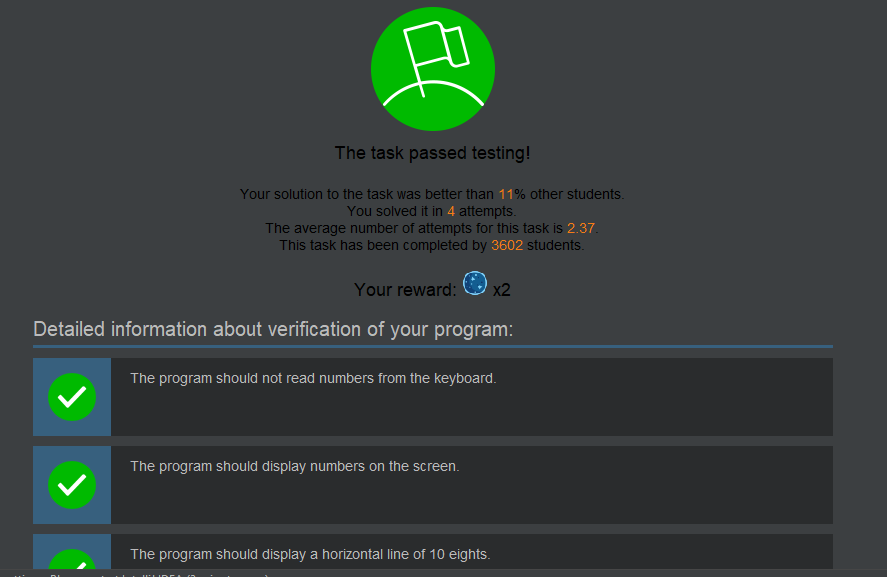 The task passed testing!
Your solution to the task was better than 11% other students.
You solved it in 4 attempts.
The average number of attempts for this task is 2.37.
This task has been completed by 3602 students.
Your reward: x2
Detailed information about verification of your program:
The program should not read numbers from the keyboard.
The program should display numbers on the screen.
The program should display a horizontal line of 10 eights.